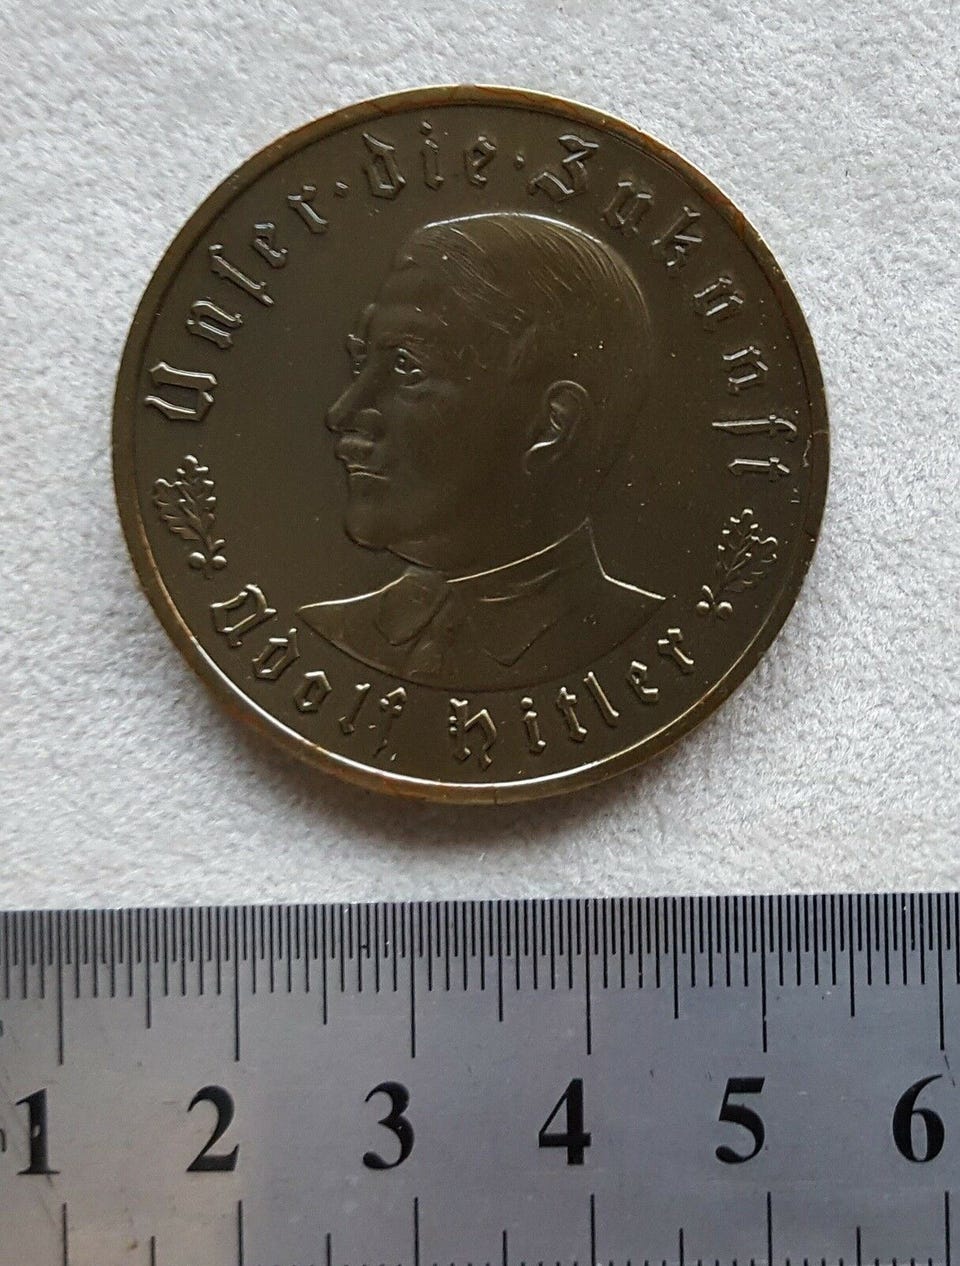 Unser · die · Zukunft
Adolf Hitler
1 2 3 4 5 6